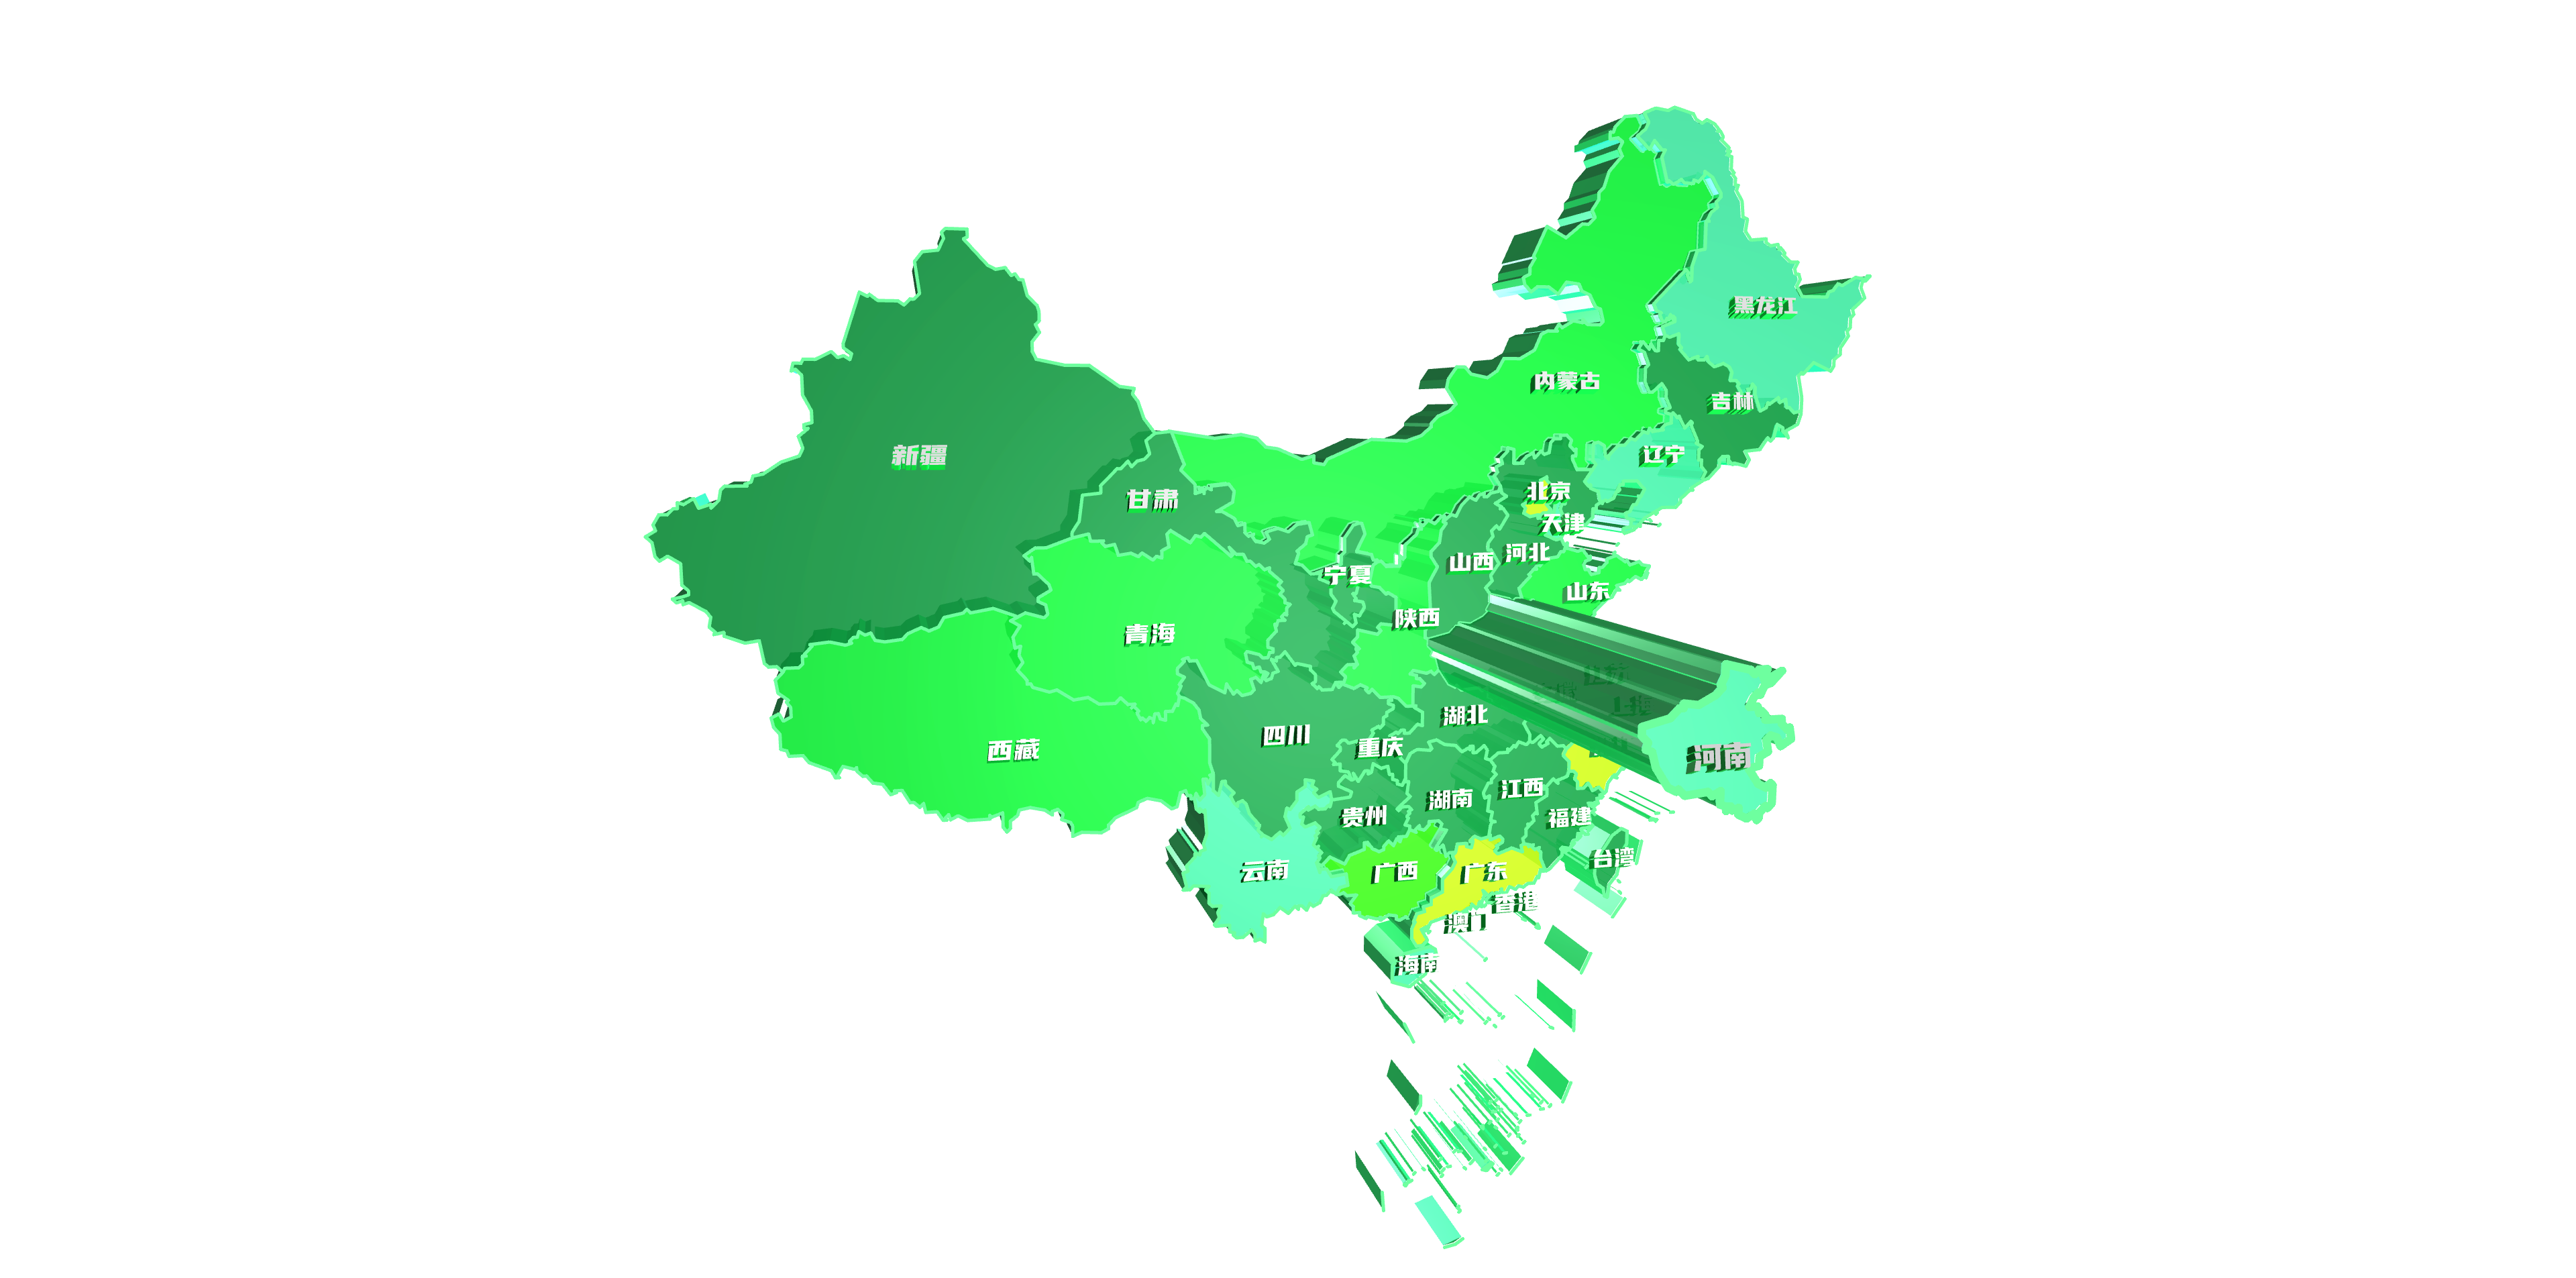 黑龙江
内蒙古
吉林
新疆
辽宁
北京
甘肃
天津
河北
山西
宁夏
山东
陕西
青海
湖北
四川
重庆
西藏
河南
江西
湖南
贵州
福建
台湾
云南
广西
广东
香港
澳门
海南